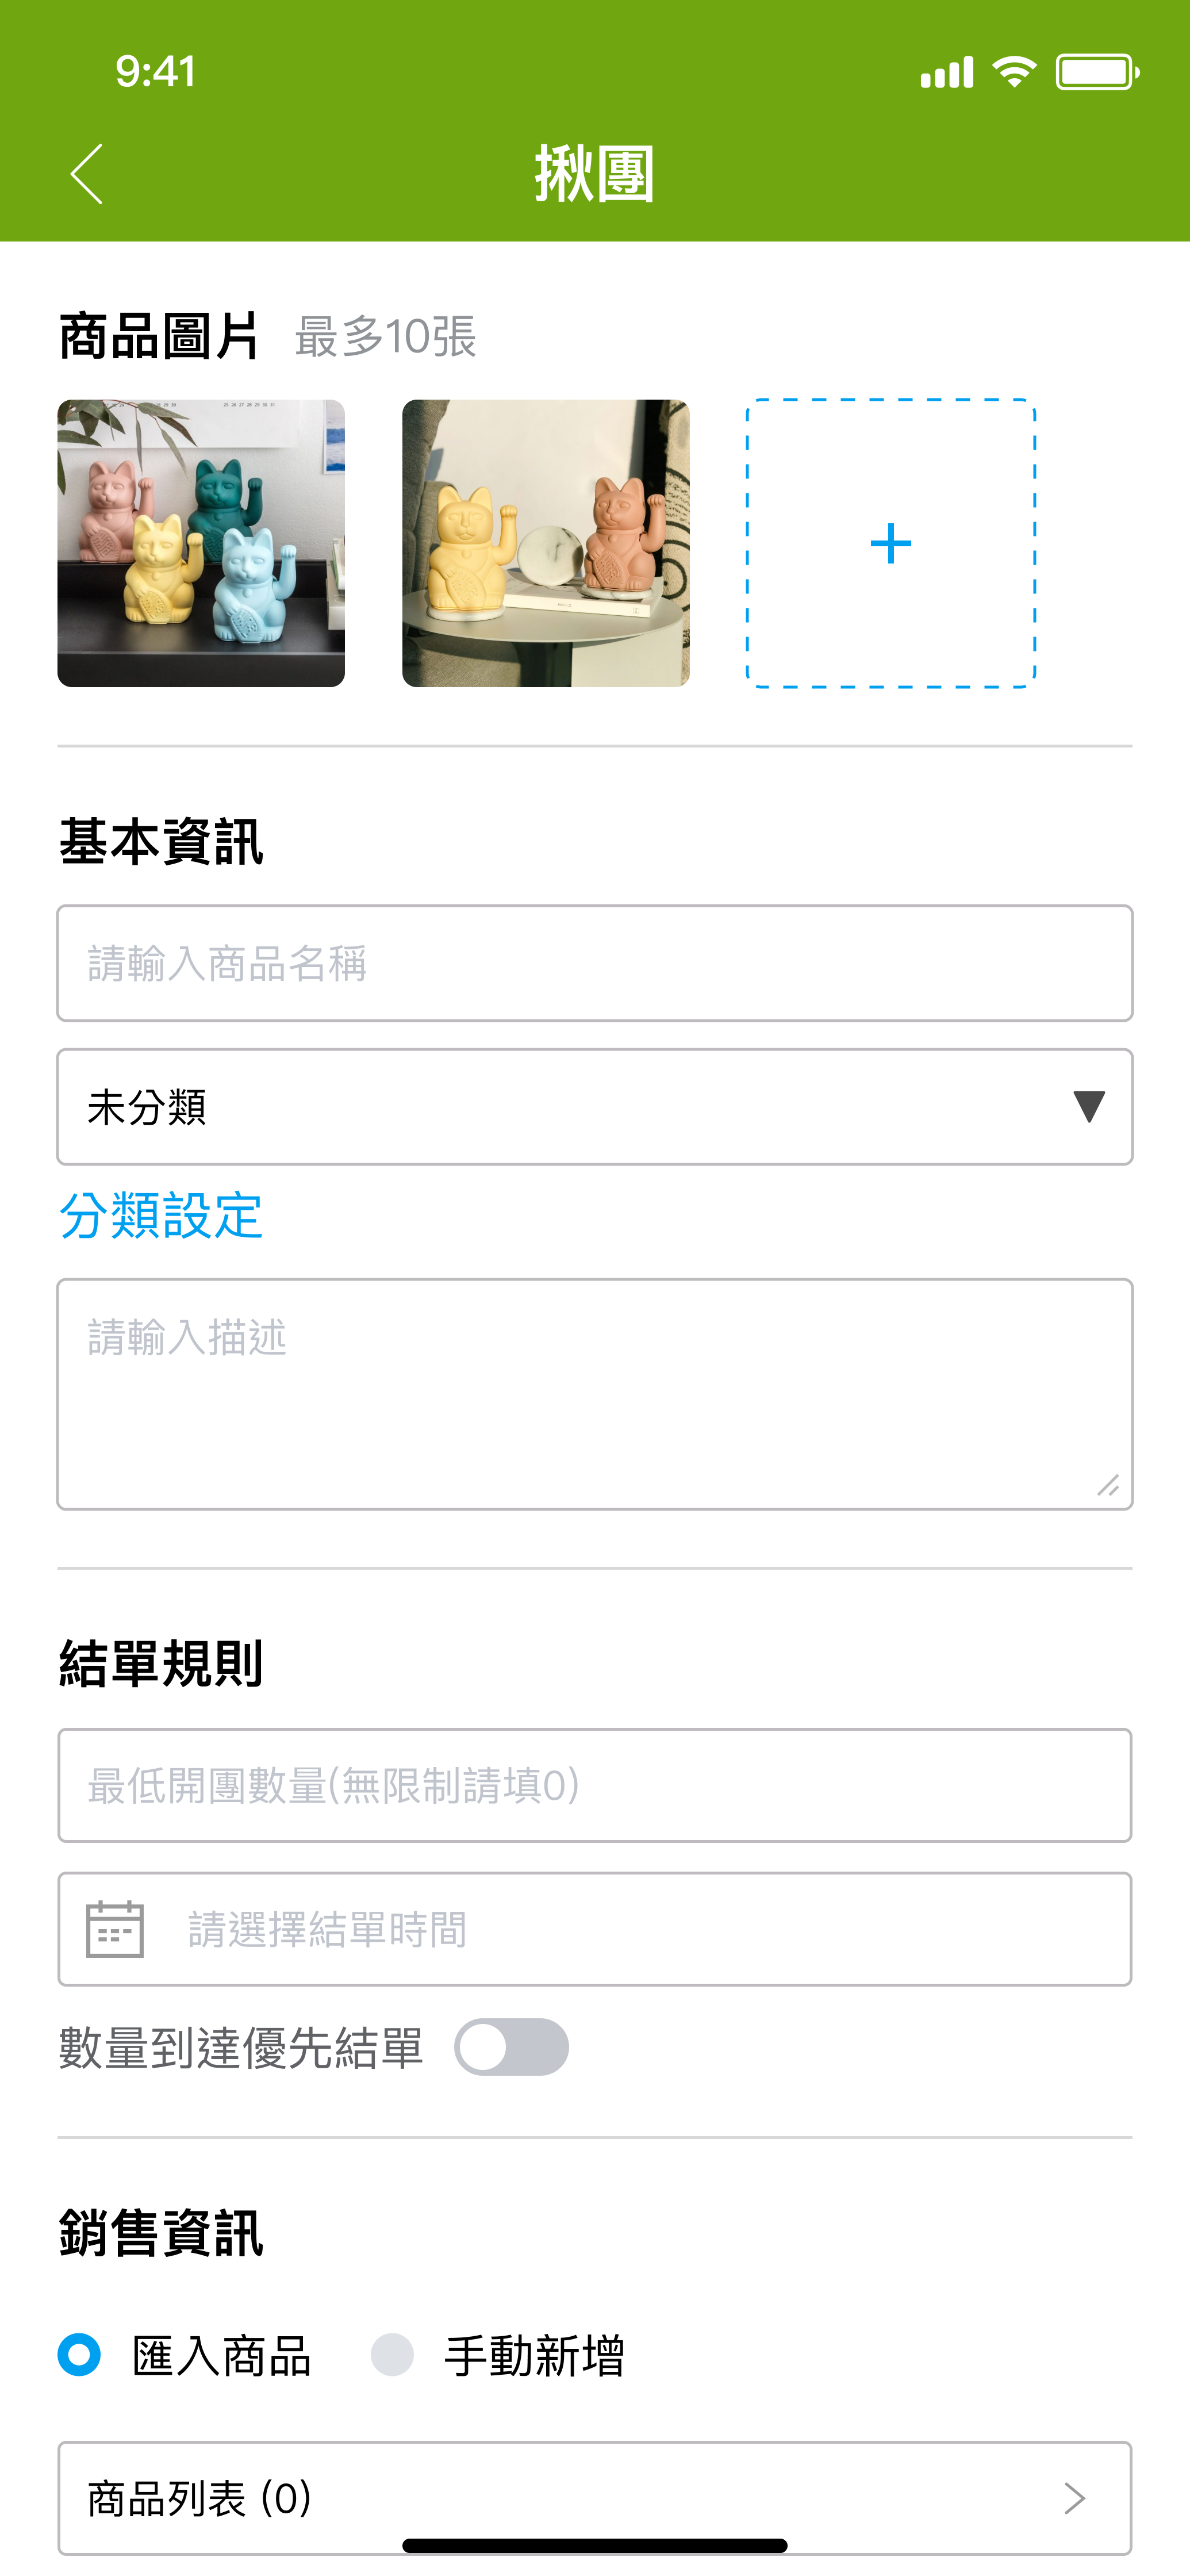 9:41
揪團
商品圖片 最多10張
基本資訊
請輸入商品名稱
未分類
分類設定
請輸入描述
結單規則
最低開團數量(無限制請填0)
請選擇結單時間
數量到達優先結單
銷售資訊
匯入商品 手動新增
商品列表 (0)